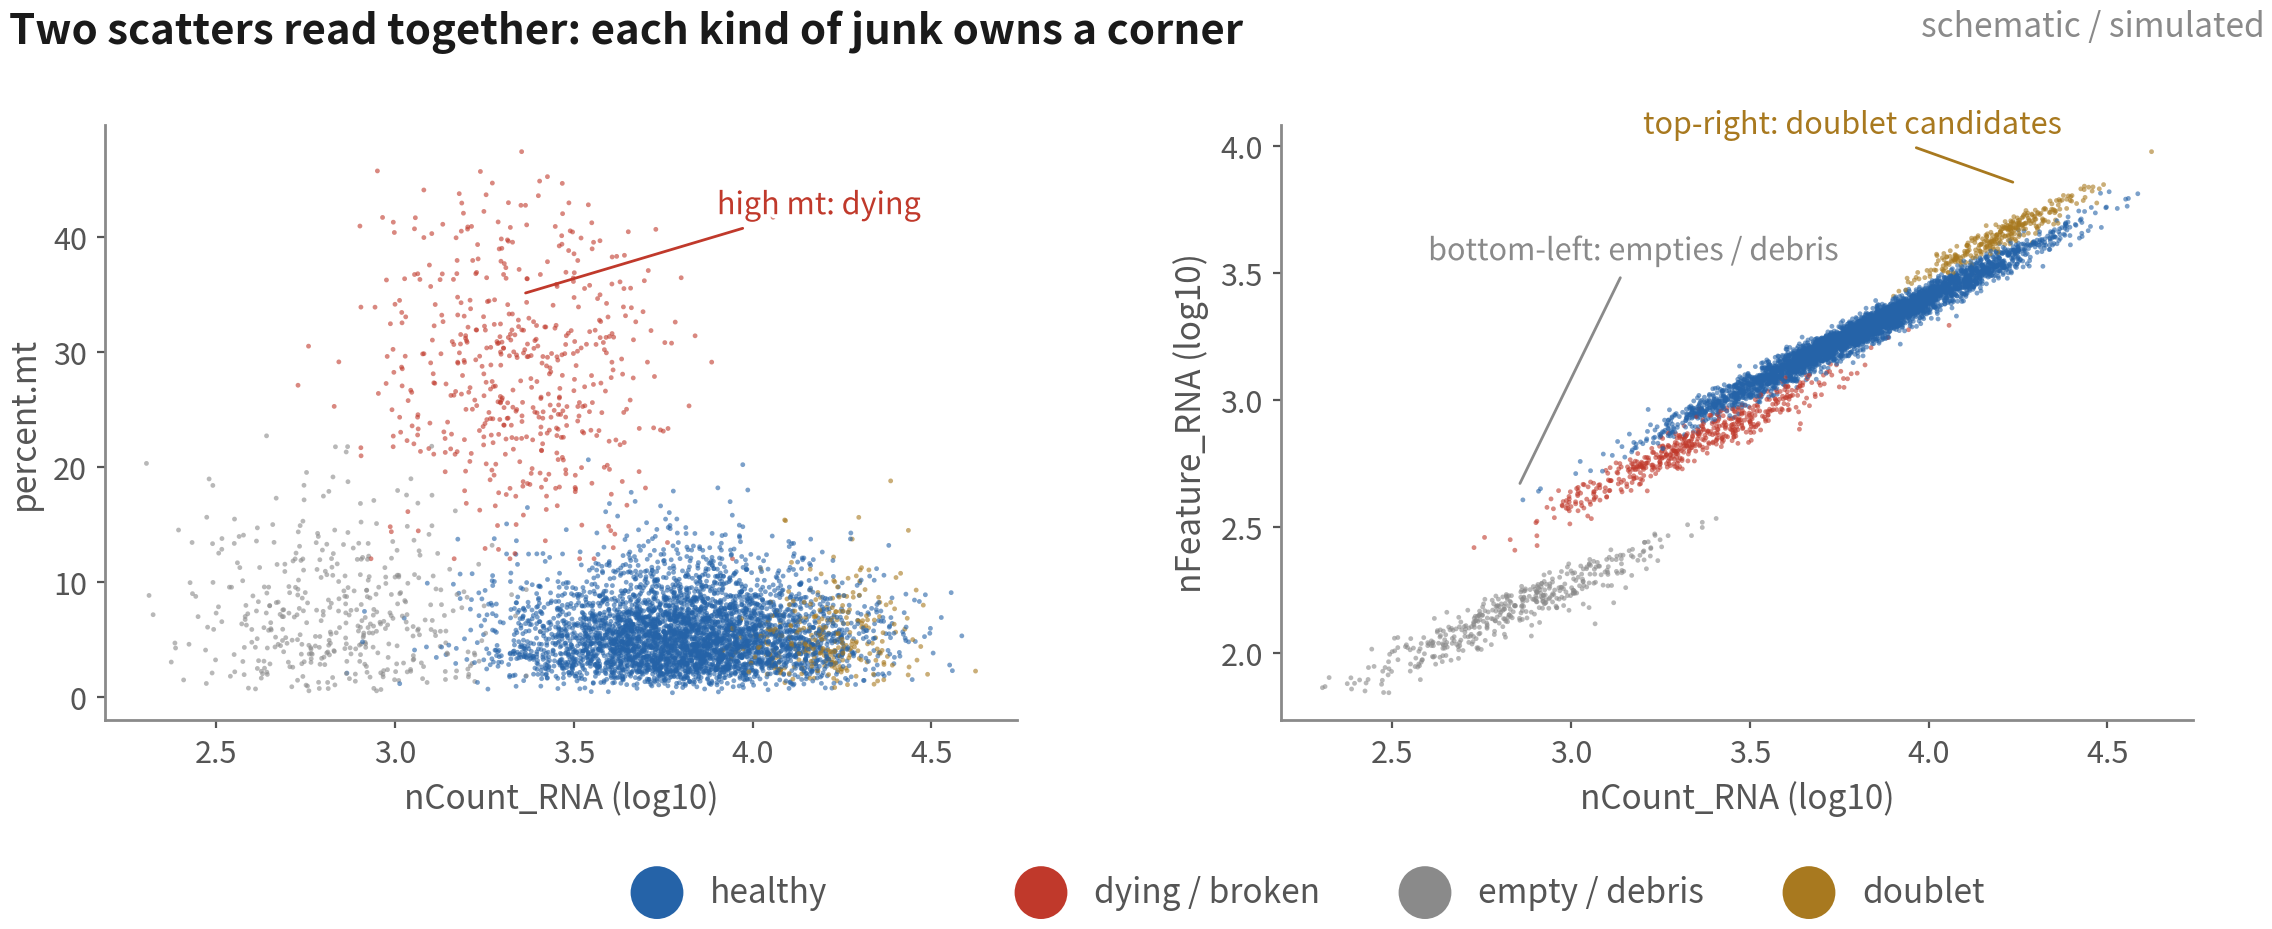 Two scatters read together: each kind of junk owns a corner
schematic / simulated
high mt: dying
percent.mt
40
30
20
10
0
2.5
3.0
3.5
4.0
4.5
nCount_RNA (log10)
top-right: doublet candidates
bottom-left: empties / debris
nFeature_RNA (log10)
4.0
3.5
3.0
2.5
2.0
2.5
3.0
3.5
4.0
4.5
nCount_RNA (log10)
healthy
dying / broken
empty / debris
doublet